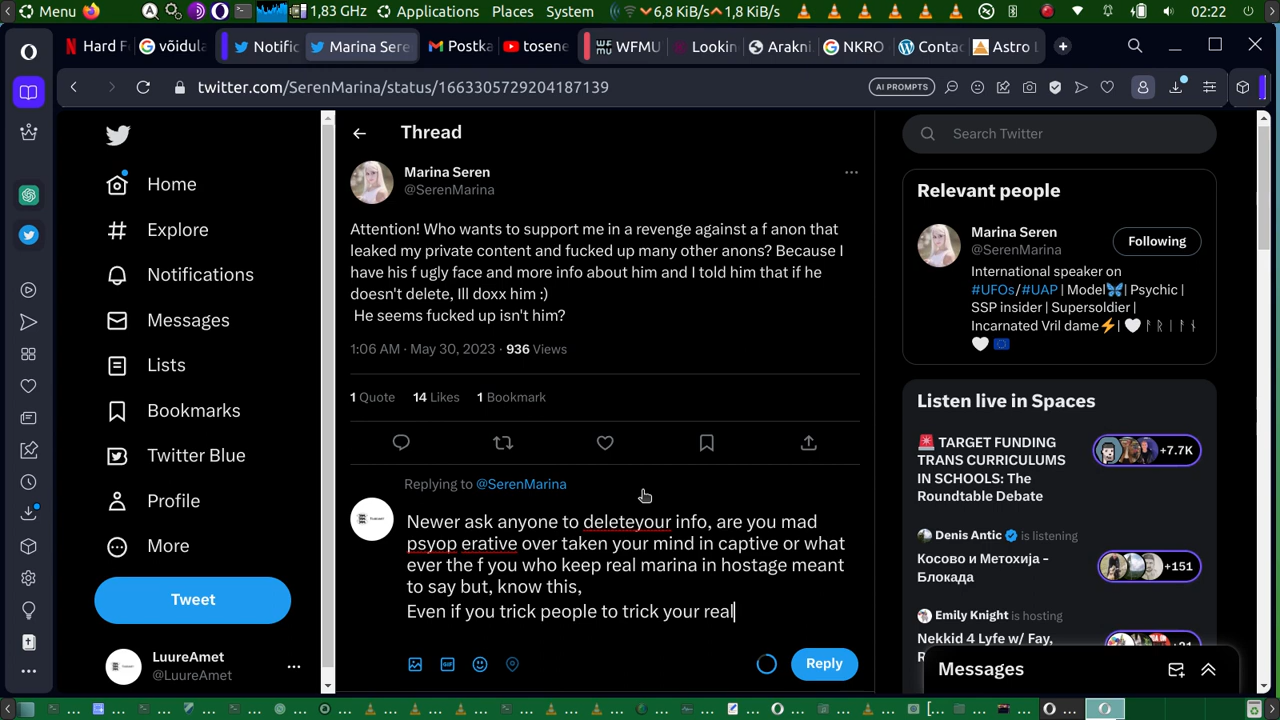 Menu
1,83 GHz
Applications
Places
System
6,8 KiB/s
1,8 KB/s
02:22
Hard F
võidula
Notific
Marina Sere
Postka
tosene
WFMU
Lookin
Arakni
NKRO
Contac
Astro L
twitter.com/SerenMarina/status/1663305729204187139
AI PROMPTS
Home
Explore
Notifications
Messages
Lists
Bookmarks
Twitter Blue
Profile
More
Tweet
LuureAmet
@LuureAmet
Thread
Marina Seren
@SerenMarina
Attention! Who wants to support me in a revenge against a f anon that
leaked my private content and fucked up many other anons? Because I
have his f ugly face and more info about him and I told him that if he
doesn't delete, Ill doxx him :)
He seems fucked up isn't him?
1:06 AM · May 30, 2023 · 936 Views
1 Quote 14 Likes 1 Bookmark
Replying to @SerenMarina
Newer ask anyone to deleteyour info, are you mad
psyop erative over taken your mind in captive or what
ever the f you who keep real marina in hostage meant
to say but, know this,
Even if you trick people to trick your real
Reply
Search Twitter
Relevant people
Marina Seren
@SerenMarina
Following
International speaker on
#UFOs/#UAP | Model🦋| Psychic |
SSP insider | Supersoldier |
Incarnated Vril dame⚡| 🤍 ᚨ ᚱ | ᚨ ᚾ
🤍 🇪🇺
Listen live in Spaces
🚨 TARGET FUNDING
TRANS CURRICULUMS
IN SCHOOLS: The
Roundtable Debate
+7.7K
Denis Antic is listening
Косово и Метохија -
Блокада
+151
Emily Knight is hosting
Nekkid 4 Lyfe w/ Fay,
Messages